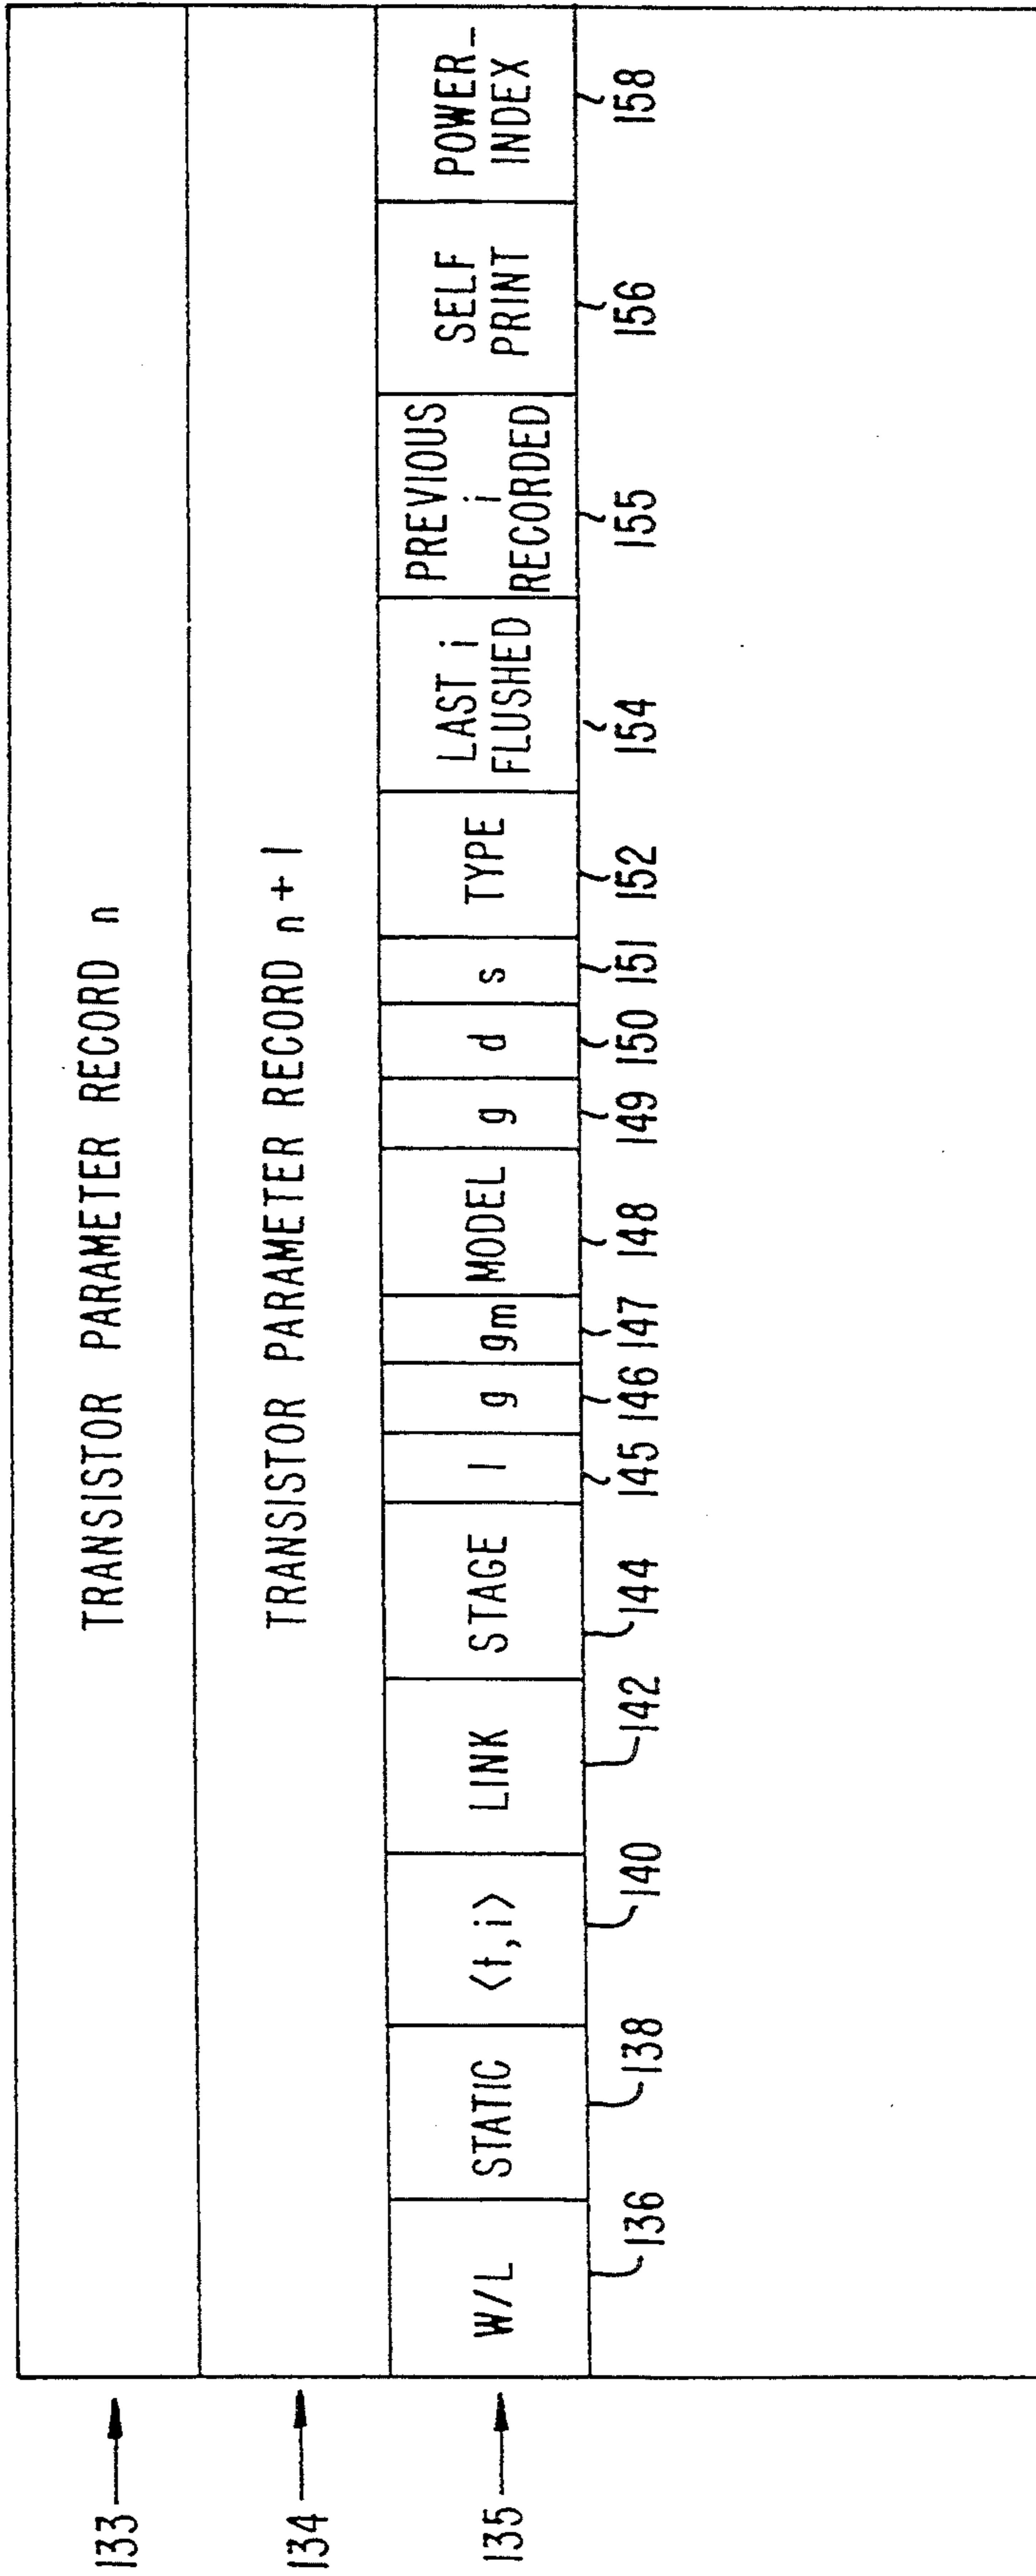 133
TRANSISTOR PARAMETER RECORD n
134
TRANSISTOR PARAMETER RECORD n + 1
135
W/L
STATIC
<t,i>
LINK
STAGE
I
g
gm
MODEL
g
d
s
TYPE
LAST i
FLUSHED
PREVIOUS
i
RECORDED
SELF
PRINT
POWER_
INDEX
136
138
140
142
144
145
146
147
148
149
150
151
152
154
155
156
158